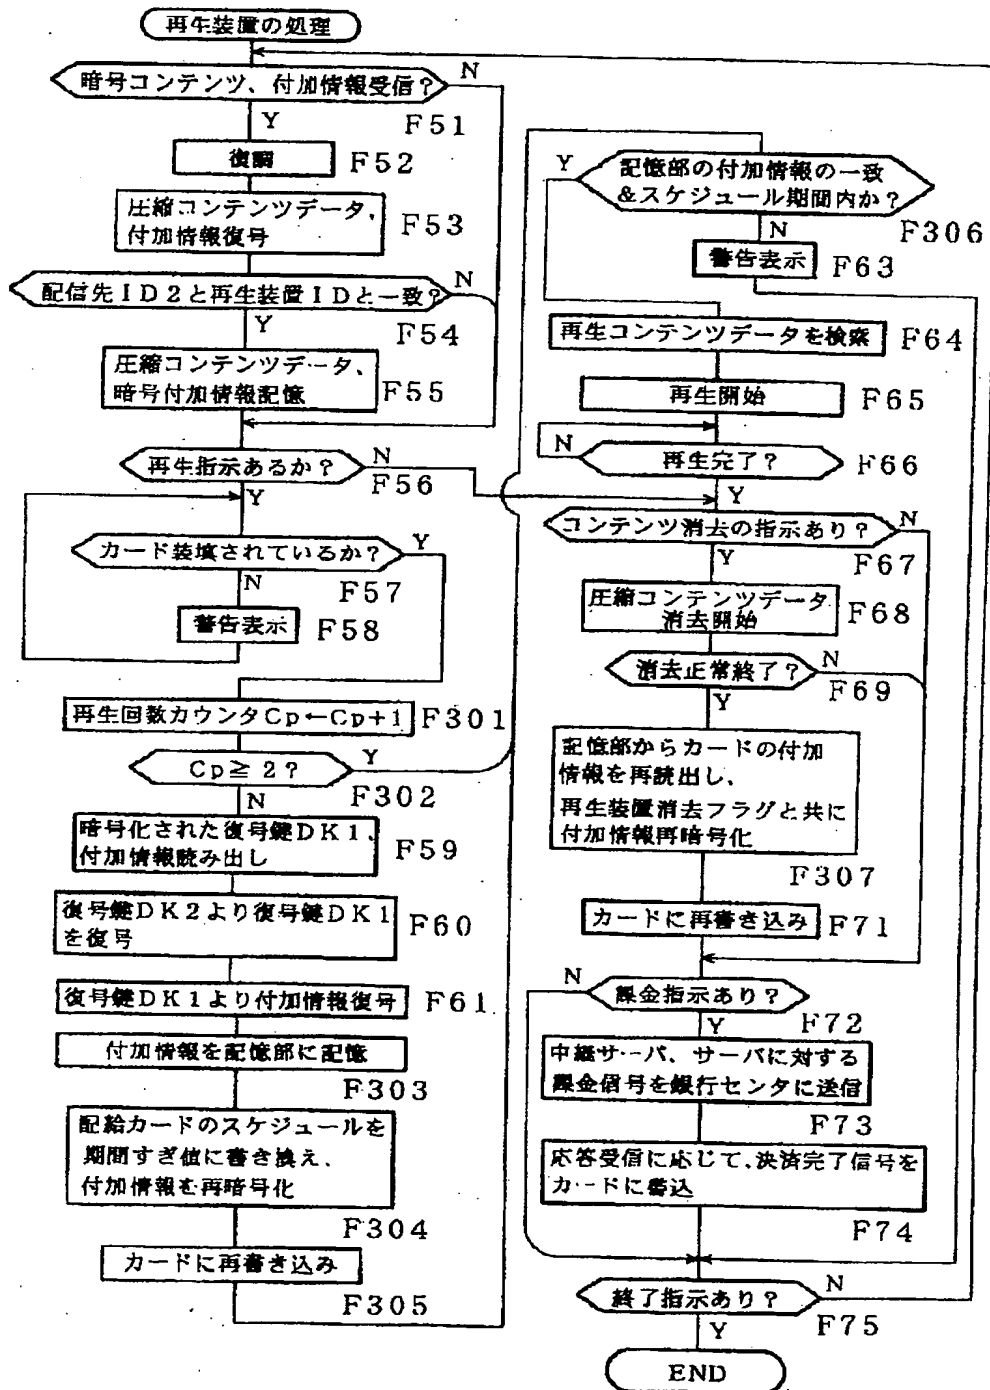 再生装置の処理
暗号コンテンツ、付加情報受信?
N
Y
F51
復調
F52
圧縮コンテンツデータ、
付加情報復号
F53
配信先ID2と再生装置IDと一致?
N
Y
F54
圧縮コンテンツデータ、
暗号付加情報記憶
F55
再生指示あるか?
N
F56
Y
カード装填されているか?
Y
N
F57
警告表示
F58
再生回数カウンタCp←Cp+1
F301
Cp≧2?
Y
F302
N
暗号化された復号鍵DK1、
付加情報読み出し
F59
復号鍵DK2より復号鍵DK1
を復号
F60
復号鍵DK1より付加情報復号
F61
付加情報を記憶部に記憶
F303
配給カードのスケジュールを
期間すぎ値に書き換え、
付加情報を再暗号化
F304
カードに再書き込み
F305
Y
記憶部の付加情報の一致
&スケジュール期間内か?
F306
N
警告表示
F63
再生コンテンツデータを検索
F64
再生開始
F65
N
再生完了?
F66
Y
コンテンツ消去の指示あり?
N
Y
F67
圧縮コンテンツデータ
消去開始
F68
消去正常終了?
N
F69
Y
記憶部からカードの付加
情報を再読出し、
再生装置消去フラグと共に
付加情報再暗号化
F307
カードに再書き込み
F71
N
課金指示あり?
Y
F72
中継サーバ、サーバに対する
課金信号を銀行センタに送信
F73
応答受信に応じて、決済完了信号を
カードに書込
F74
終了指示あり?
N
Y
F75
END